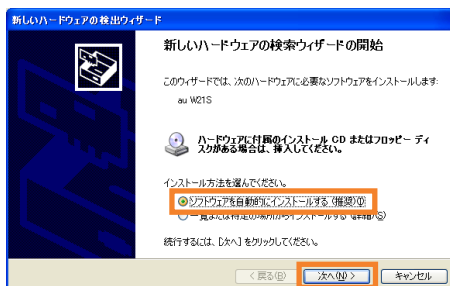 新しいハードウェアの検出ウィザード
新しいハードウェアの検索ウィザードの開始
このウィザードでは、次のハードウェアに必要なソフトウェアをインストールします:
au W21S
ハードウェアに付属のインストール CD またはフロッピー ディ
スクがある場合は、挿入してください。
インストール方法を選んでください。
ソフトウェアを自動的にインストールする (推奨)(I)
一覧または特定の場所からインストールする (詳細)(S)
続行するには、[次へ] をクリックしてください。
< 戻る(B)
次へ(N) >
キャンセル